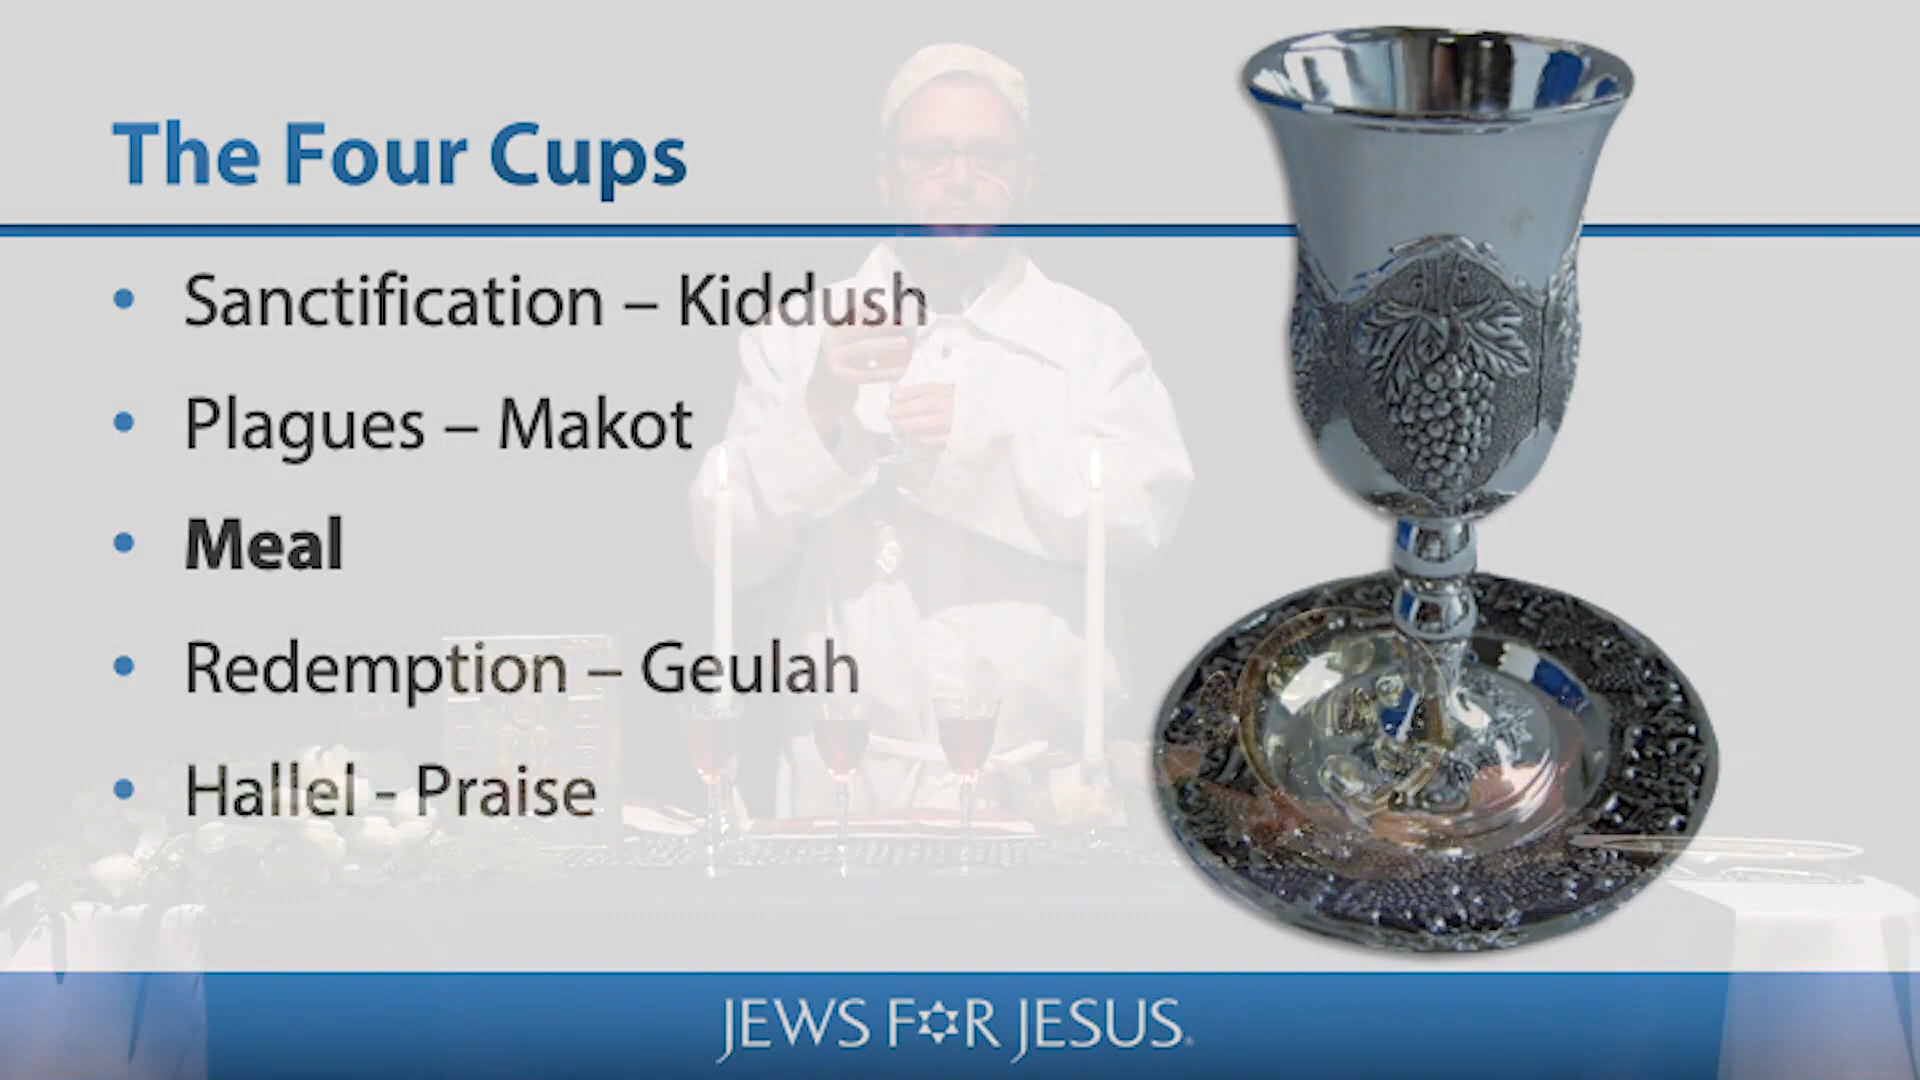 The Four Cups
• Sanctification – Kiddush
• Plagues – Makot
• Meal
• Redemption – Geulah
• Hallel - Praise
JEWS FOR JESUS®